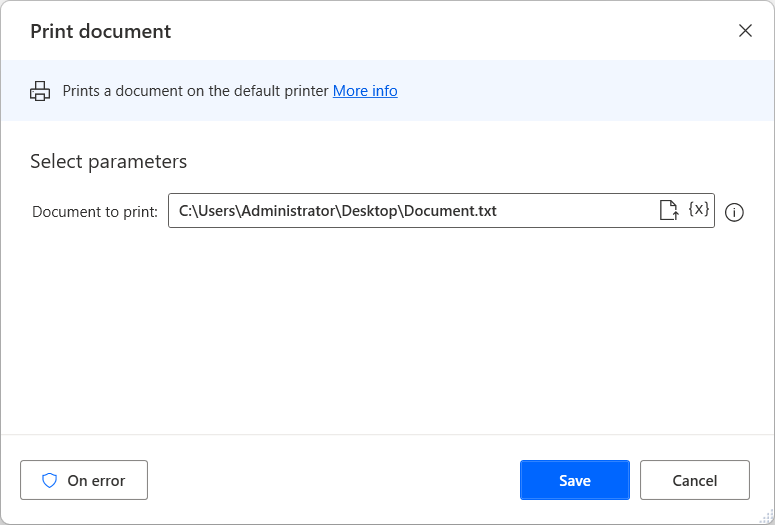 Print document
Prints a document on the default printer More info
Select parameters
Document to print: C:\Users\Administrator\Desktop\Document.txt {x}
On error
Save
Cancel